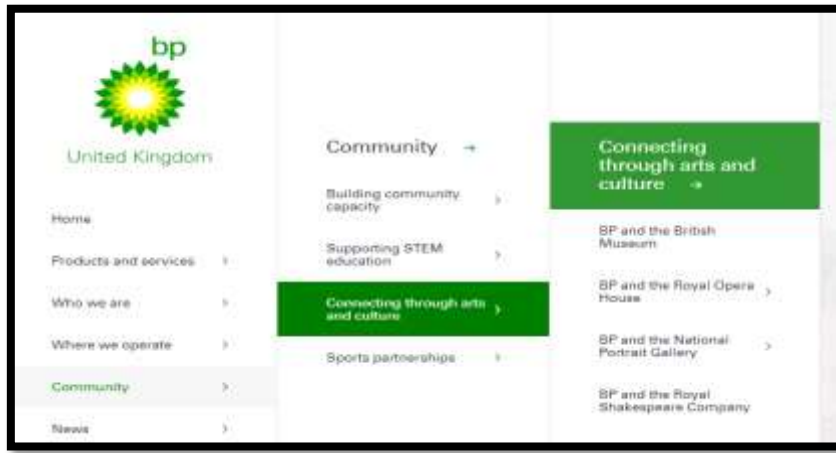 bp
United Kingdom
Home
Products and services
Who we are
Where we operate
Community
News
Community →
Building community
capacity
Supporting STEM
education
Connecting through arts
and culture
Sports partnerships
Connecting
through arts and
culture →
BP and the British
Museum
BP and the Royal Opera
House
BP and the National
Portrait Gallery
BP and the Royal
Shakespeare Company